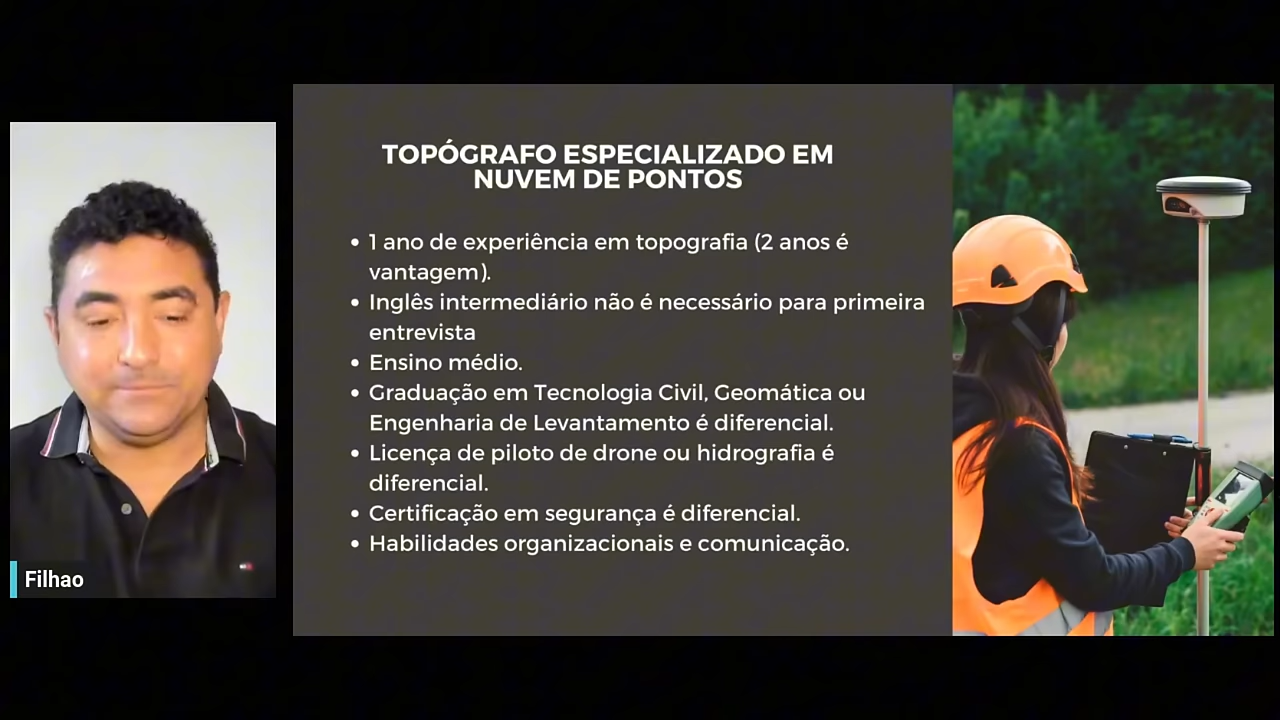 TOPÓGRAFO ESPECIALIZADO EM
NUVEM DE PONTOS
• 1 ano de experiência em topografia (2 anos é
vantagem).
• Inglês intermediário não é necessário para primeira
entrevista
• Ensino médio.
• Graduação em Tecnologia Civil, Geomática ou
Engenharia de Levantamento é diferencial.
• Licença de piloto de drone ou hidrografia é
diferencial.
• Certificação em segurança é diferencial.
• Habilidades organizacionais e comunicação.
Filhao